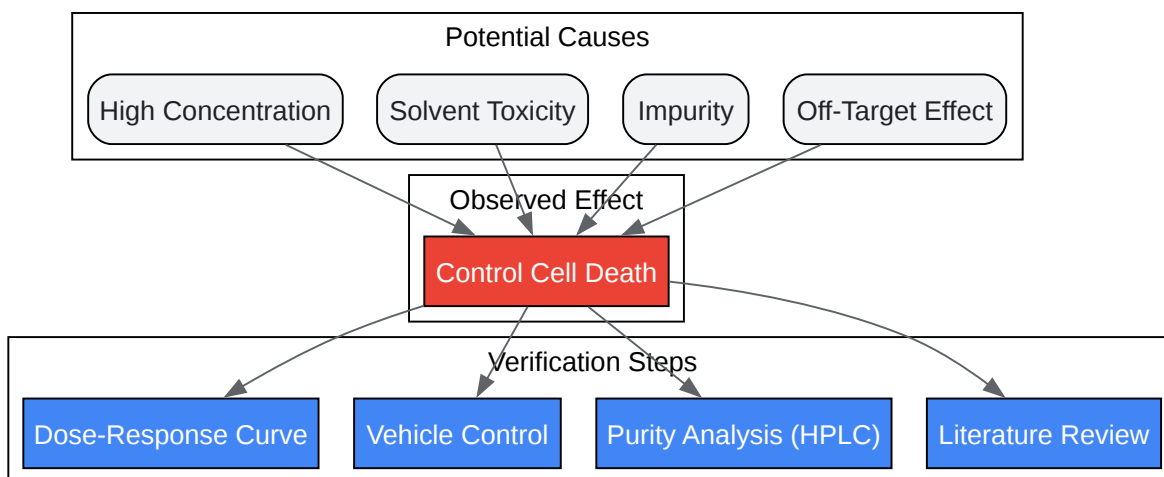 Potential Causes
High Concentration
Solvent Toxicity
Impurity
Off-Target Effect
Observed Effect
Control Cell Death
Verification Steps
Dose-Response Curve
Vehicle Control
Purity Analysis (HPLC)
Literature Review